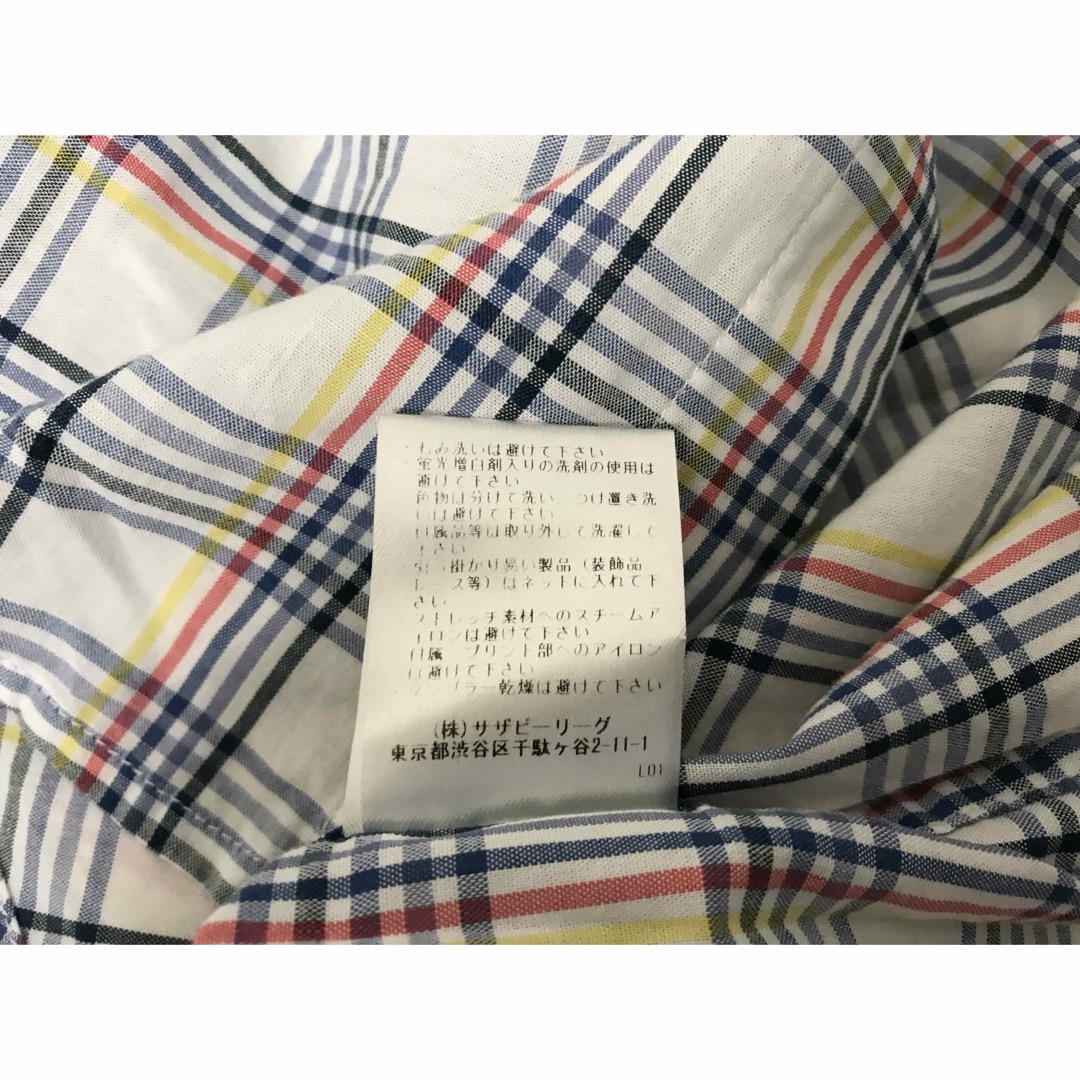 もみ洗いは避けて下さい
蛍光増白剤入りの洗剤の使用は
避けて下さい
色物は分けて洗い、つけ置き洗
いは避けて下さい
付属品等は取り外して洗濯して
下さい
引っ掛かり易い製品（装飾品
レース等）はネットに入れて下
さい
ストレッチ素材へのスチームア
イロンは避けて下さい
付属 プリント部へのアイロン
は避けて下さい
タンブラー乾燥は避けて下さい
(株)サザビーリーグ
東京都渋谷区千駄ヶ谷2-11-1
L01